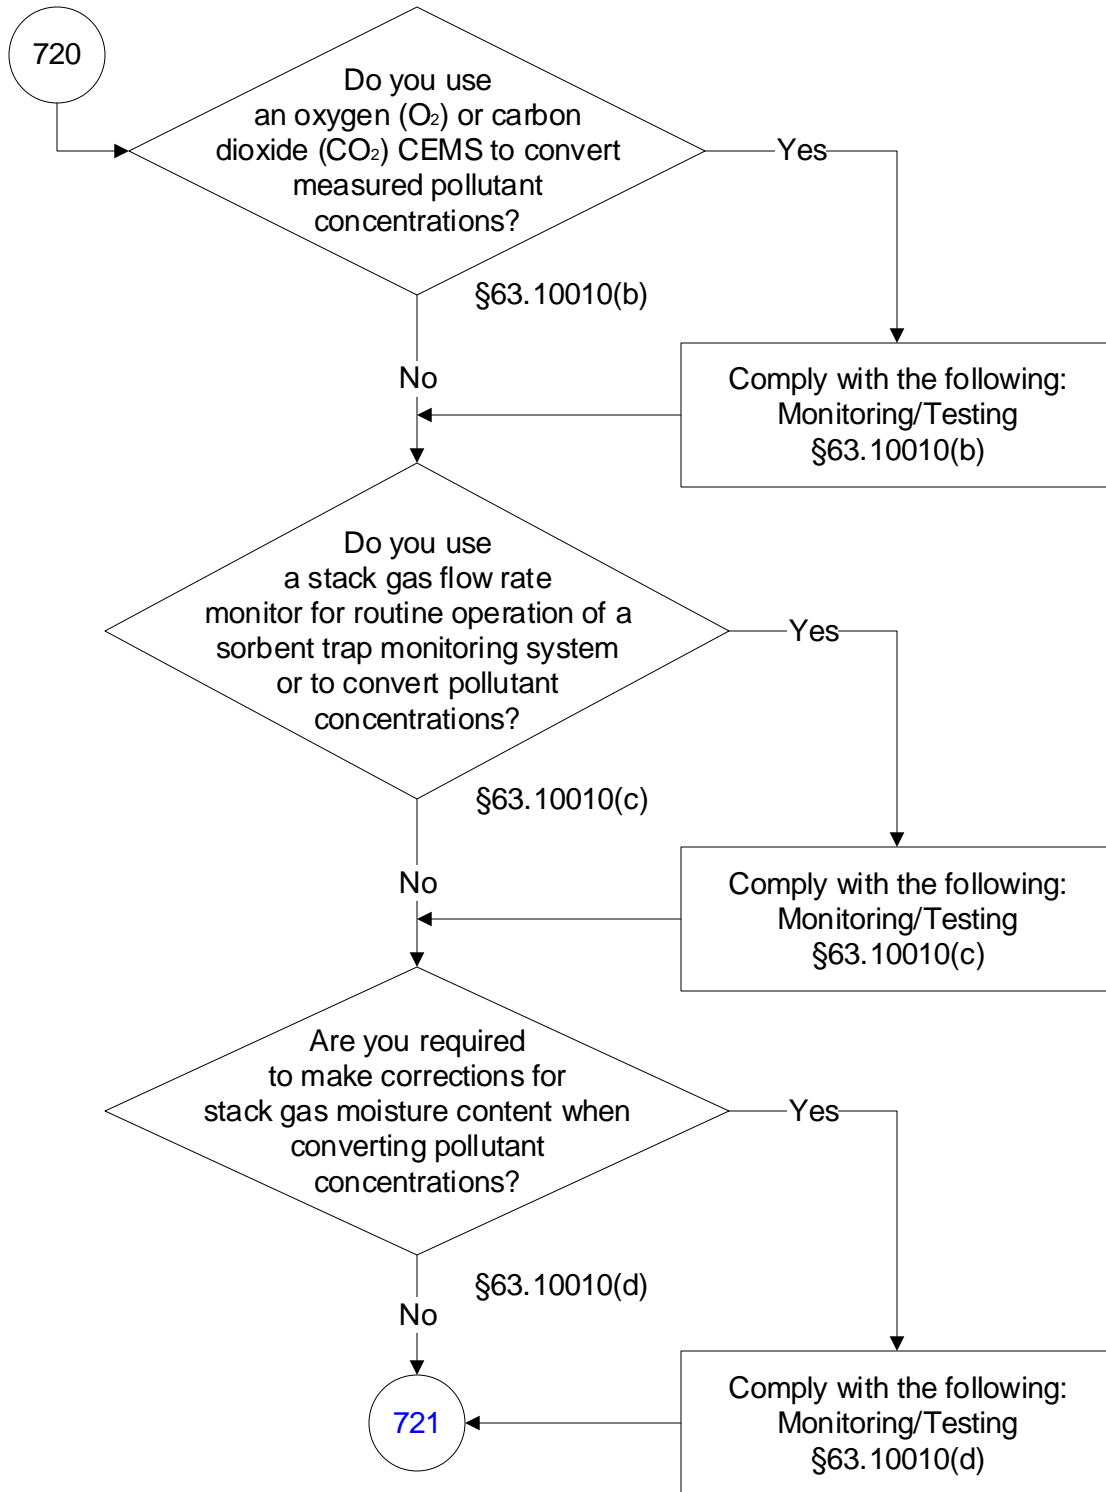 720
Do you use
an oxygen (O₂) or carbon
dioxide (CO₂) CEMS to convert
measured pollutant
concentrations?
Yes
§63.10010(b)
No
Comply with the following:
Monitoring/Testing
§63.10010(b)
Do you use
a stack gas flow rate
monitor for routine operation of a
sorbent trap monitoring system
or to convert pollutant
concentrations?
Yes
§63.10010(c)
No
Comply with the following:
Monitoring/Testing
§63.10010(c)
Are you required
to make corrections for
stack gas moisture content when
converting pollutant
concentrations?
Yes
§63.10010(d)
No
Comply with the following:
Monitoring/Testing
§63.10010(d)
721